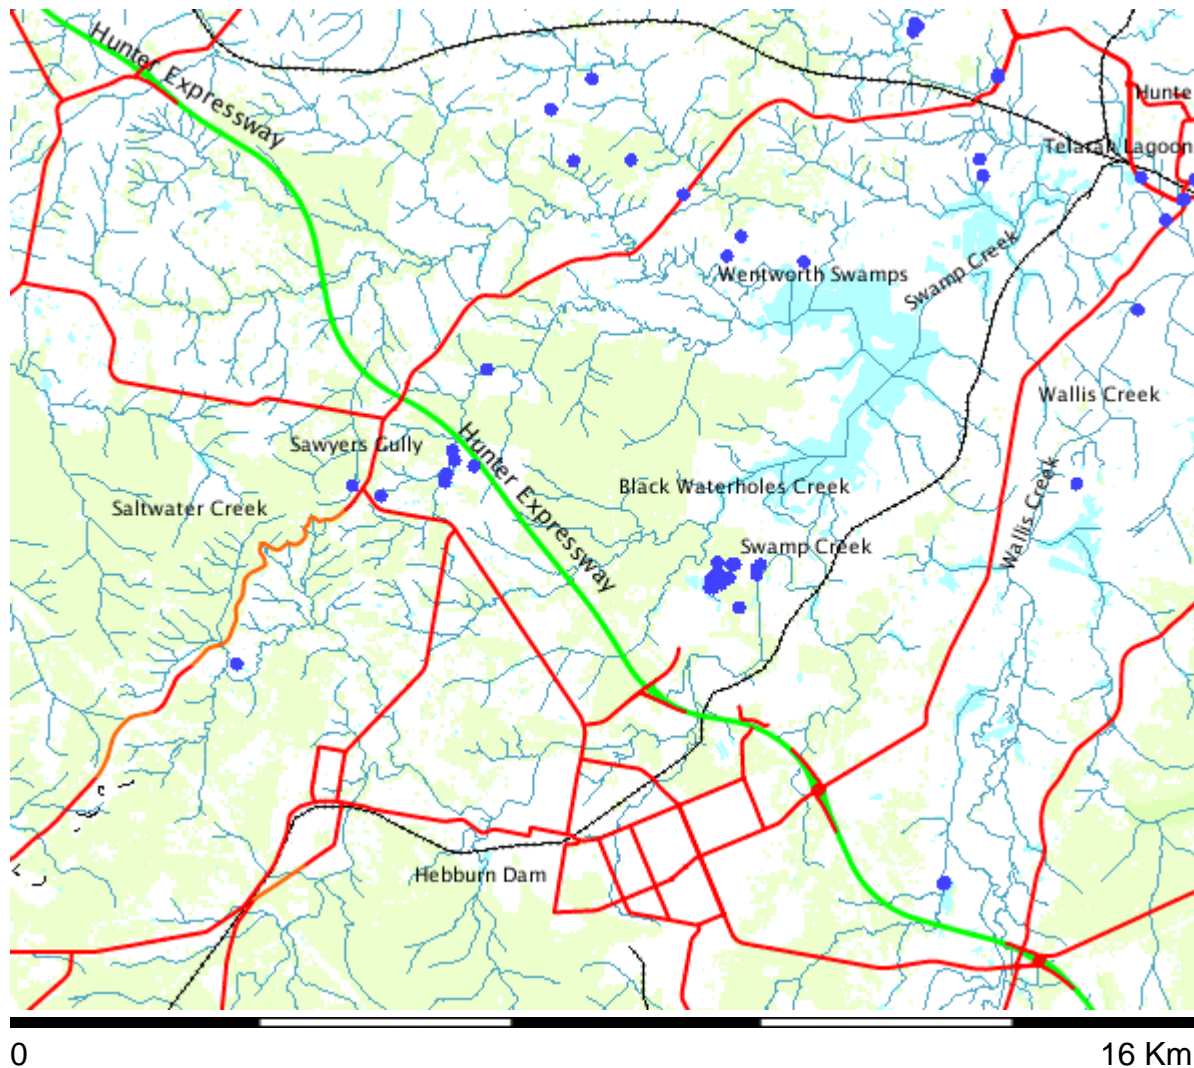 Hunter Expressway
Hunte
Telarah Lagoon
Wentworth Swamps
Swamp Creek
Wallis Creek
Sawyers Gully
Hunter Expressway
Black Waterholes Creek
Saltwater Creek
Wallis Creek
Swamp Creek
Hebburn Dam
0 16 Km